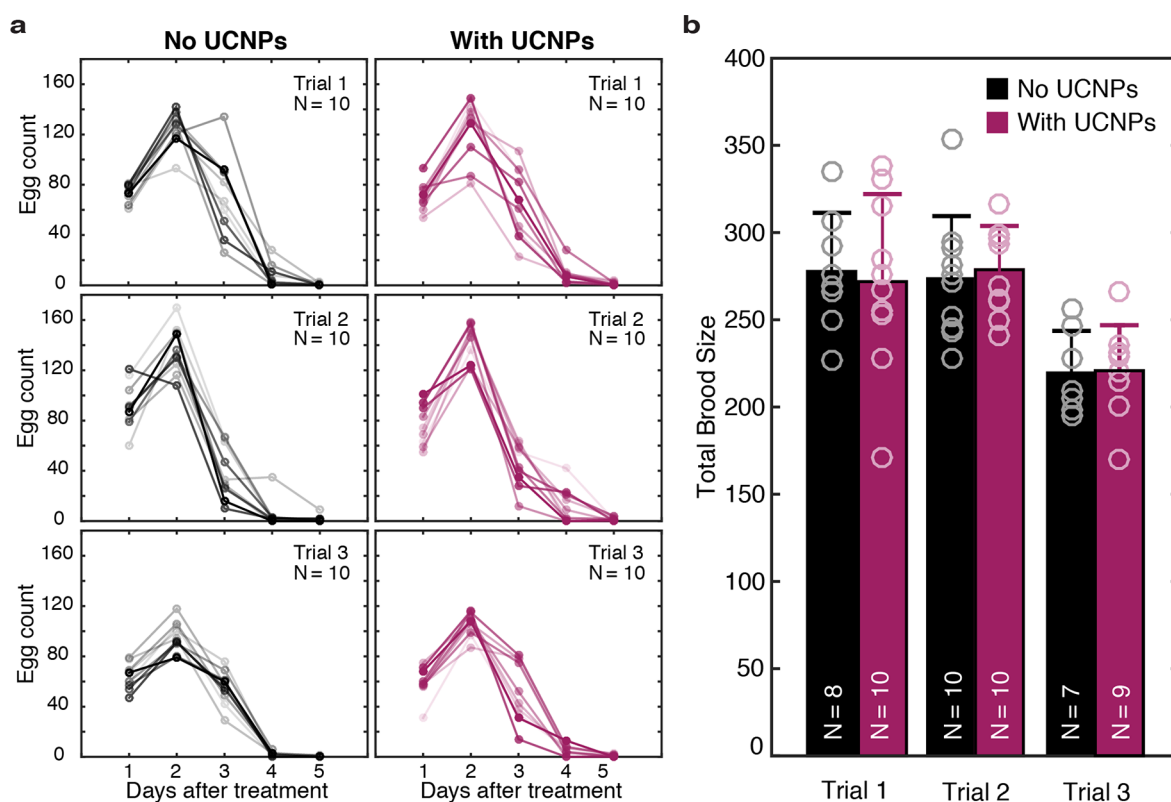 a
No UCNPs
With UCNPs
Egg count
160
120
80
40
0
Trial 1
N = 10
Trial 1
N = 10
Egg count
160
120
80
40
0
Trial 2
N = 10
Trial 2
N = 10
Egg count
160
120
80
40
0
Trial 3
N = 10
Trial 3
N = 10
1 2 3 4 5
1 2 3 4 5
Days after treatment
Days after treatment
b
Total Brood Size
400
350
300
250
200
150
100
50
0
No UCNPs
With UCNPs
N = 8
N = 10
N = 10
N = 10
N = 7
N = 9
Trial 1
Trial 2
Trial 3